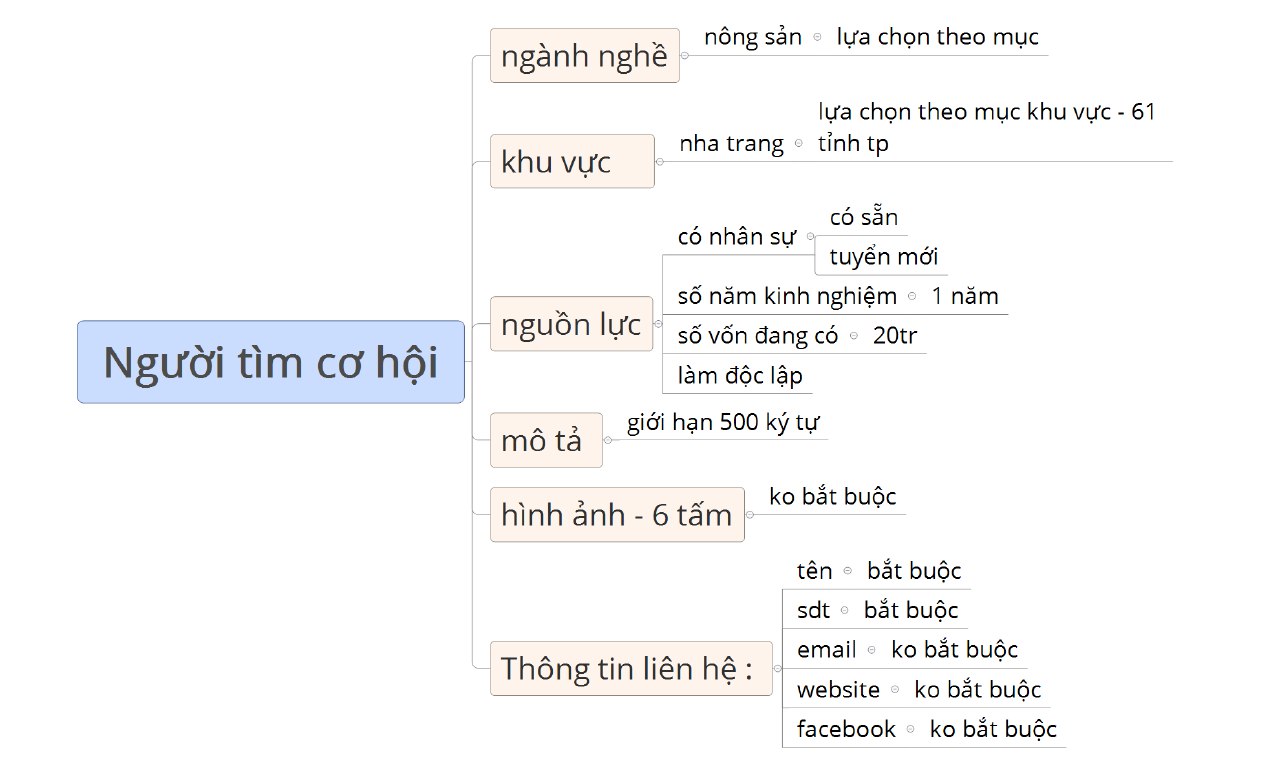 Người tìm cơ hội
ngành nghề
nông sản
lựa chọn theo mục
khu vực
nha trang
lựa chọn theo mục khu vực - 61
tỉnh tp
nguồn lực
có nhân sự
có sẵn
tuyển mới
số năm kinh nghiệm
1 năm
số vốn đang có
20tr
làm độc lập
mô tả
giới hạn 500 ký tự
hình ảnh - 6 tấm
ko bắt buộc
Thông tin liên hệ :
tên
bắt buộc
sdt
bắt buộc
email
ko bắt buộc
website
ko bắt buộc
facebook
ko bắt buộc